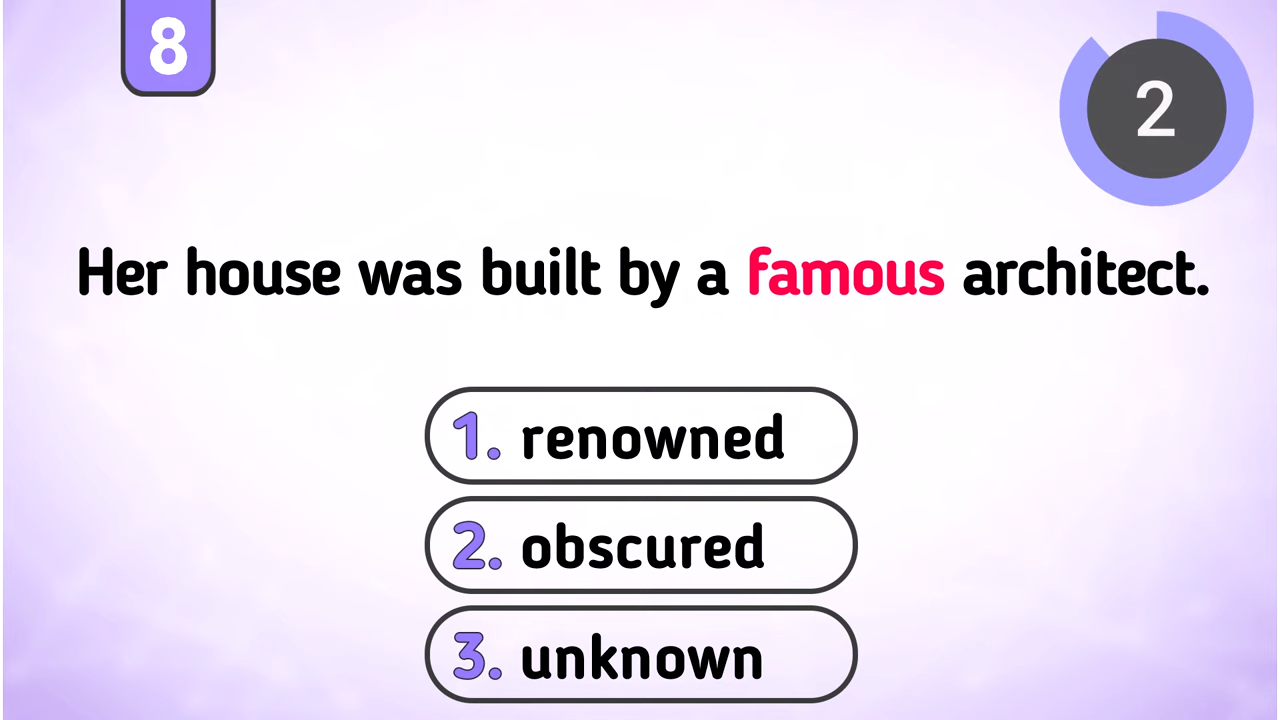 8
2
Her house was built by a famous architect.
1. renowned
2. obscured
3. unknown